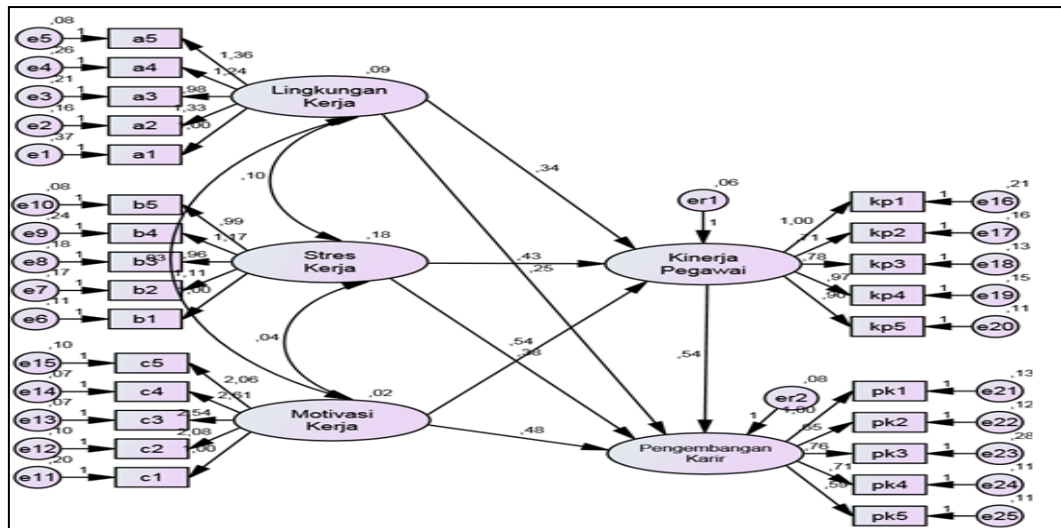 ,08
e5 1 a5
,26
e4 1 a4
,21
e3 1 a3
,16
e2 1 a2
,37
e1 1 a1
1,36
1,24
,98
1,33
1,00
,09
Lingkungan
Kerja
,08
e10 1 b5
,24
e9 1 b4
,18
e8 1 b3
,17
e7 1 b2
,11
e6 1 b1
,99
1,17
,96
1,11
1,00
,18
Stres
Kerja
,10
e15 1 c5
,07
e14 1 c4
,07
e13 1 c3
,10
e12 1 c2
,20
e11 1 c1
2,06
2,61
2,54
2,08
1,00
,02
Motivasi
Kerja
,10
,03
,04
,34
,43
,25
,54
,38
,48
,54
,06
er1
1
Kinerja
Pegawai
1,00
,71
,78
,97
,21
kp1 1 e16
,16
kp2 1 e17
,13
kp3 1 e18
,15
kp4 1 e19
,11
kp5 1 e20
,08
er2
1
Pengembangan
Karir
1,00
,76
,71
,13
pk1 1 e21
,12
pk2 1 e22
,28
pk3 1 e23
,11
pk4 1 e24
,11
pk5 1 e25